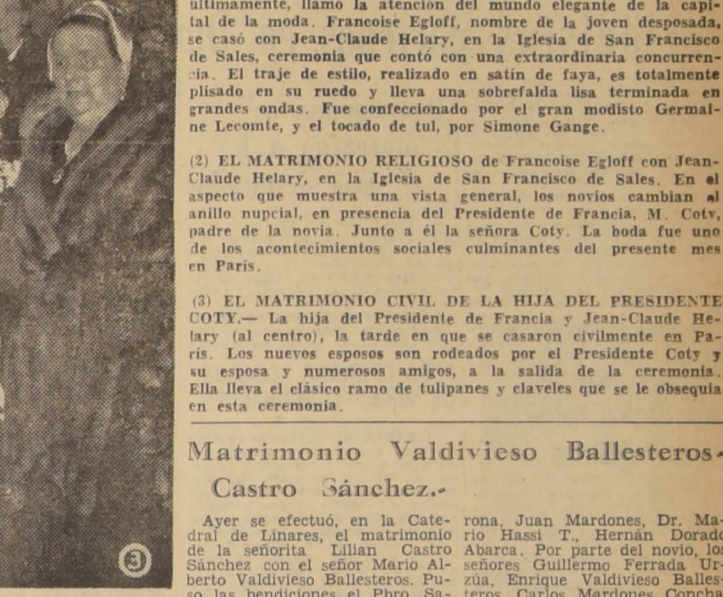 ultimamente, llamó la atención del mundo elegante de la capi-
tal de la moda. Francoise Egloff, nombre de la joven desposada,
se casó con Jean-Claude Helary, en la Iglesia de San Francisco
de Sales, ceremonia que contó con una extraordinaria concurren-
cia. El traje de estilo, realizado en satín de faya, es totalmente
plisado en su ruedo y lleva una sobrefalda lisa terminada en
grandes ondas. Fue confeccionado por el gran modisto Germai-
ne Lecomte, y el tocado de tul, por Simone Gange.
(2) EL MATRIMONIO RELIGIOSO de Francoise Egloff con Jean-
Claude Helary, en la Iglesia de San Francisco de Sales. En el
aspecto que muestra una vista general, los novios cambian el
anillo nupcial, en presencia del Presidente de Francia, M. Coty,
padre de la novia. Junto a él la señora Coty. La boda fue uno
de los acontecimientos sociales culminantes del presente mes
en París.
(3) EL MATRIMONIO CIVIL DE LA HIJA DEL PRESIDENTE
COTY.— La hija del Presidente de Francia y Jean-Claude He-
lary (al centro), la tarde en que se casaron civilmente en Pa-
rís. Los nuevos esposos son rodeados por el Presidente Coty y
su esposa y numerosos amigos, a la salida de la ceremonia.
Ella lleva el clásico ramo de tulipanes y claveles que se le obsequia
en esta ceremonia.
Matrimonio Valdivieso Ballesteros-
Castro Sánchez.-
Ayer se efectuó, en la Cate-
dral de Linares, el matrimonio
de la señorita Lilian Castro
Sánchez con el señor Mario Al-
berto Valdivieso Ballesteros. Pu-
so las bendiciones el Pbro. Sa-
rona, Juan Mardones, Dr. Ma-
rio Hassi T., Hernán Dorado
Abarca. Por parte del novio, los
señores Guillermo Ferrada Ur-
zúa, Enrique Valdivieso Balles-
teros, Carlos Mardones Concha
3